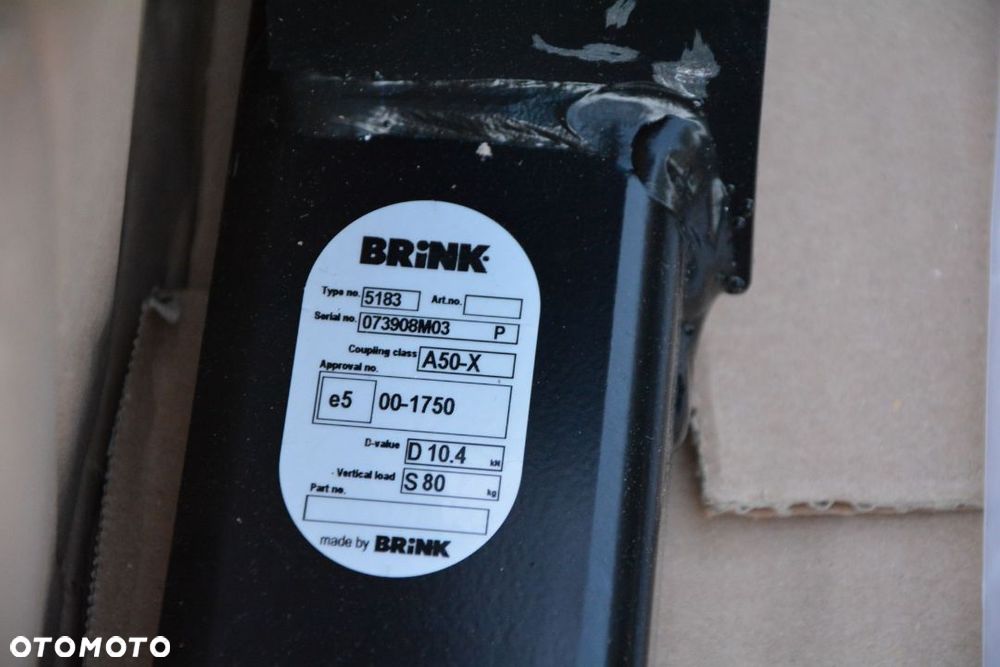 BRiNK
Type no. 5183 Art.no.
Serial no. 073908M03 P
Coupling class A50-X
Approval no.
e5 00-1750
D-value D 10.4 kN
Vertical load S 80 kg
Part no.
made by BRiNK
OTOMOTO